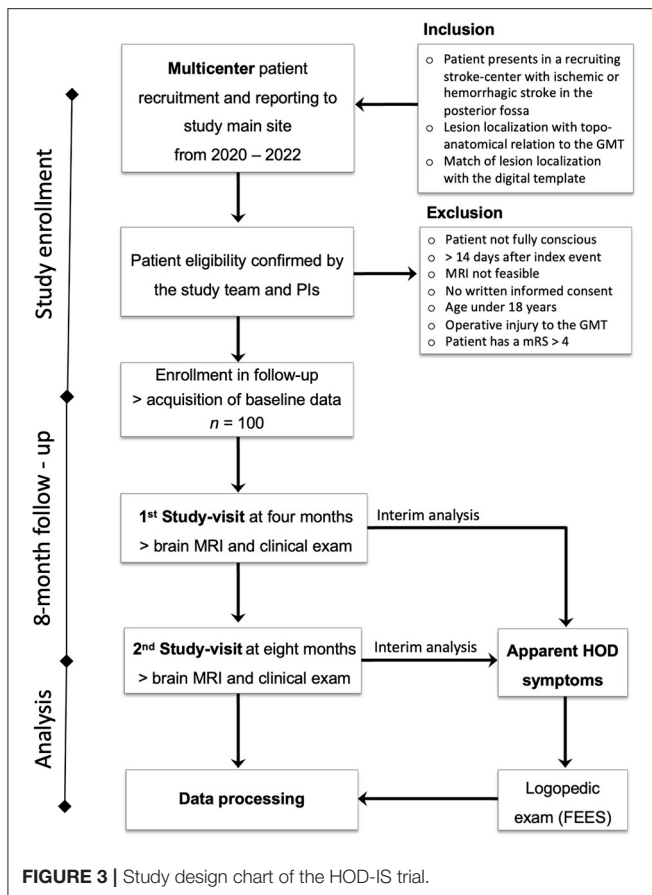 Inclusion
Multicenter patient
recruitment and reporting to
study main site
from 2020 – 2022
o Patient presents in a recruiting
stroke-center with ischemic or
hemorrhagic stroke in the
posterior fossa
o Lesion localization with topo-
anatomical relation to the GMT
o Match of lesion localization
with the digital template
Study enrollment
Patient eligibility confirmed by
the study team and PIs
Exclusion
o Patient not fully conscious
o > 14 days after index event
o MRI not feasible
o No written informed consent
o Age under 18 years
o Operative injury to the GMT
o Patient has a mRS > 4
Enrollment in follow-up
> acquisition of baseline data
n = 100
8-month follow - up
1st Study-visit at four months
> brain MRI and clinical exam
Interim analysis
2nd Study-visit at eight months
> brain MRI and clinical exam
Interim analysis
Apparent HOD
symptoms
Analysis
Data processing
Logopedic
exam (FEES)
FIGURE 3 | Study design chart of the HOD-IS trial.